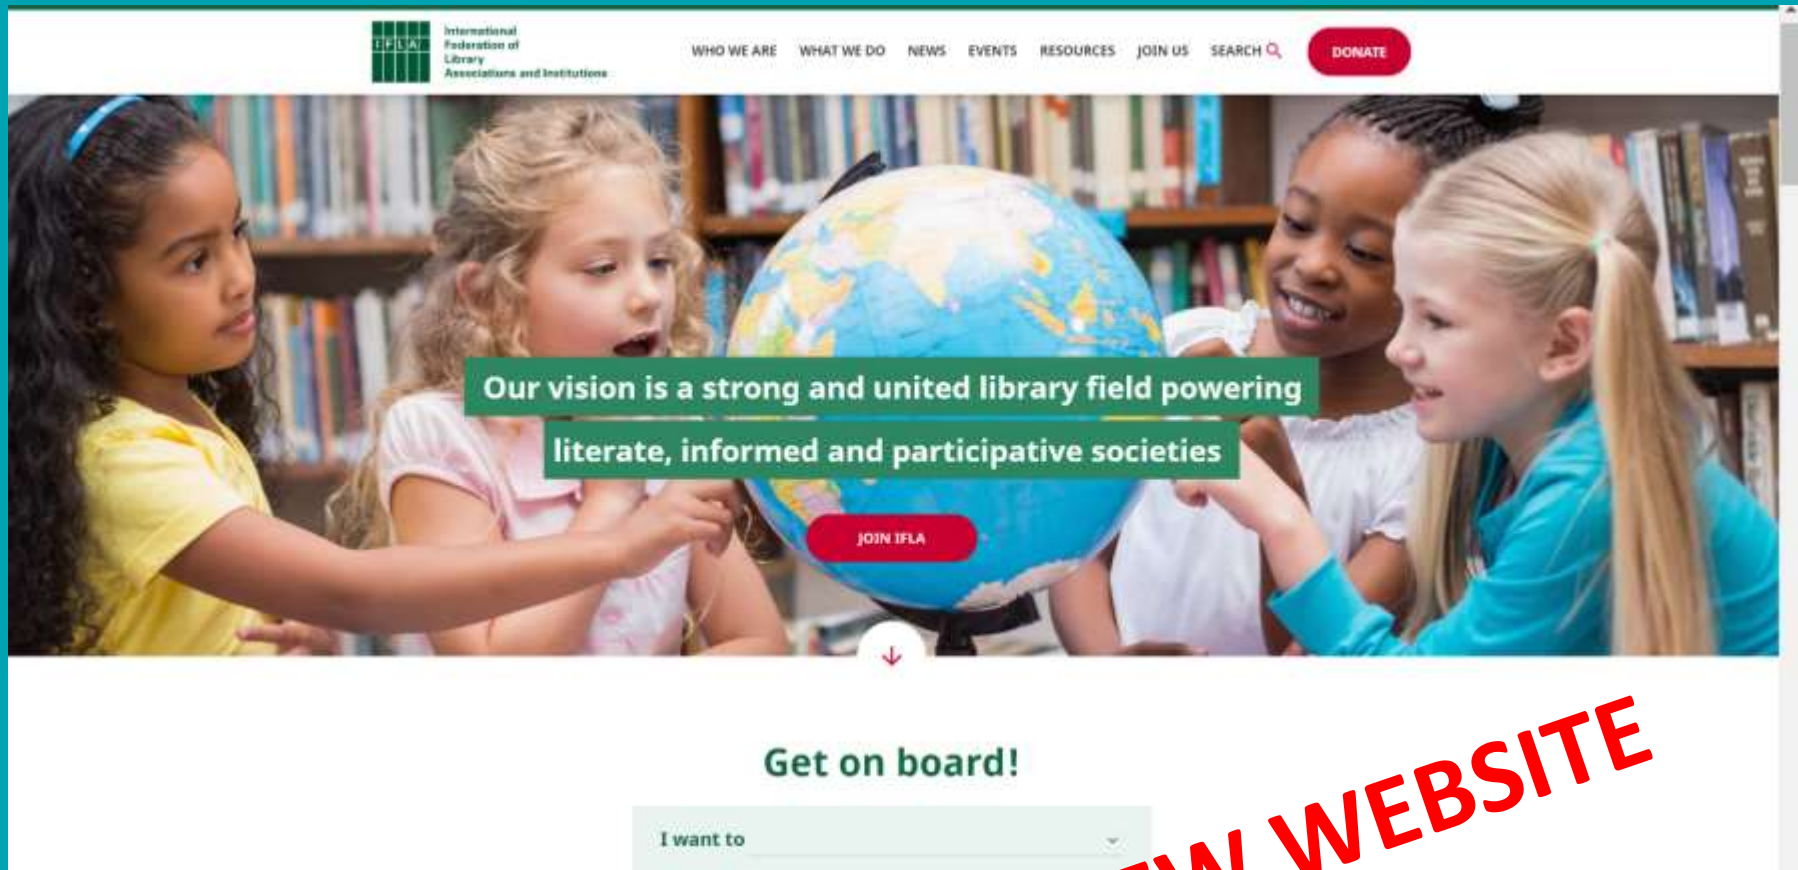 IFLA
International
Federation of
Library
Associations and Institutions
WHO WE ARE WHAT WE DO NEWS EVENTS RESOURCES JOIN US SEARCH DONATE
Our vision is a strong and united library field powering
literate, informed and participative societies
JOIN IFLA
Get on board!
I want to
WEBSITE